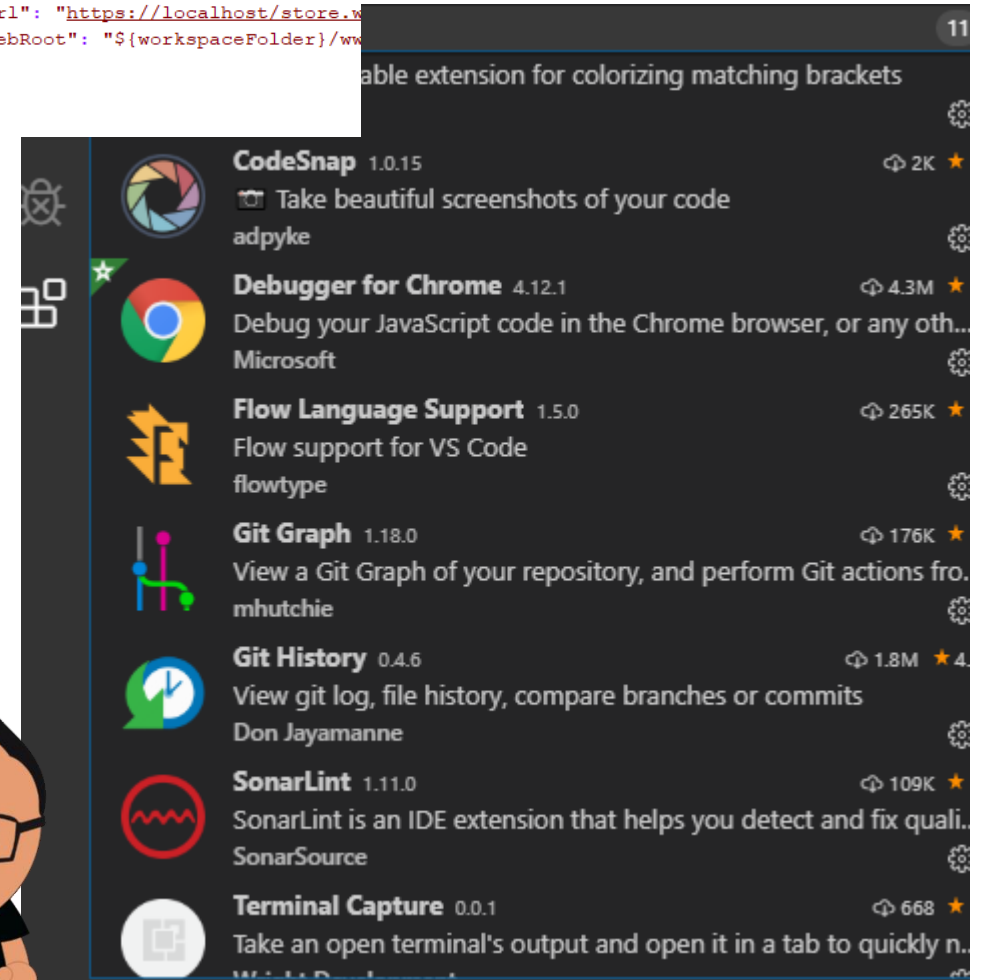 rl": "https://localhost/store.w
ebRoot": "${workspaceFolder}/ww
11
able extension for colorizing matching brackets
CodeSnap 1.0.15 2K
Take beautiful screenshots of your code
adpyke
Debugger for Chrome 4.12.1 4.3M
Debug your JavaScript code in the Chrome browser, or any oth...
Microsoft
Flow Language Support 1.5.0 265K
Flow support for VS Code
flowtype
Git Graph 1.18.0 176K
View a Git Graph of your repository, and perform Git actions fro.
mhutchie
Git History 0.4.6 1.8M 4.
View git log, file history, compare branches or commits
Don Jayamanne
SonarLint 1.11.0 109K
SonarLint is an IDE extension that helps you detect and fix quali..
SonarSource
Terminal Capture 0.0.1 668
Take an open terminal's output and open it in a tab to quickly n..